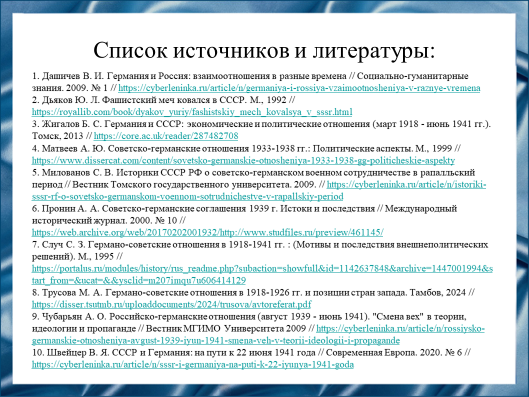 Список источников и литературы:
1. Дашичев В. И. Германия и Россия: взаимоотношения в разные времена // Социально-гуманитарные
знания. 2009. № 1 // https://cyberleninka.ru/article/n/germaniya-i-rossiya-vzaimootnosheniya-v-raznye-vremena
2. Дьяков Ю. Л. Фашистский меч ковался в СССР. М., 1992 //
https://royallib.com/book/dyakov_yuriy/fashistskiy_mech_kovalsya_v_sssr.html
3. Жигалов Б. С. Германия и СССР: экономические и политические отношения (март 1918 - июнь 1941 гг.).
Томск, 2013 // https://core.ac.uk/reader/287482708
4. Матвеев А. Ю. Советско-германские отношения 1933-1938 гг.: Политические аспекты. М., 1999 //
https://www.dissercat.com/content/sovetsko-germanskie-otnosheniya-1933-1938-gg-politicheskie-aspekty
5. Милованов С. В. Историки СССР РФ о советско-германском военном сотрудничестве в рапалльский
период // Вестник Томского государственного университета. 2009. // https://cyberleninka.ru/article/n/istoriki-
sssr-rf-o-sovetsko-germanskom-voennom-sotrudnichestve-v-rapallskiy-period
6. Пронин А. А. Советско-германские соглашения 1939 г. Истоки и последствия // Международный
исторический журнал. 2000. № 10 //
https://web.archive.org/web/20170202001932/http://www.studfiles.ru/preview/461145/
7. Случ С. З. Германо-советские отношения в 1918-1941 гг. : (Мотивы и последствия внешнеполитических
решений). М., 1995 //
https://portalus.ru/modules/history/rus_readme.php?subaction=showfull&id=1142637848&archive=1447001994&s
tart_from=&ucat=&&ysclid=m207jmqu7u606414129
8. Трусова М. А. Германо-советские отношения в 1918-1926 гг. и позиции стран запада. Тамбов, 2024 //
https://disser.tsutmb.ru/uploaddocuments/2024/trusova/avtoreferat.pdf
9. Чубарьян А. О. Российско-германские отношения (август 1939 - июнь 1941). "Смена вех" в теории,
идеологии и пропаганде // Вестник МГИМО Университета 2009 // https://cyberleninka.ru/article/n/rossiysko-
germanskie-otnosheniya-avgust-1939-iyun-1941-smena-veh-v-teorii-ideologii-i-propagande
10. Швейцер В. Я. СССР и Германия: на пути к 22 июня 1941 года // Современная Европа. 2020. № 6 //
https://cyberleninka.ru/article/n/sssr-i-germaniya-na-puti-k-22-iyunya-1941-goda